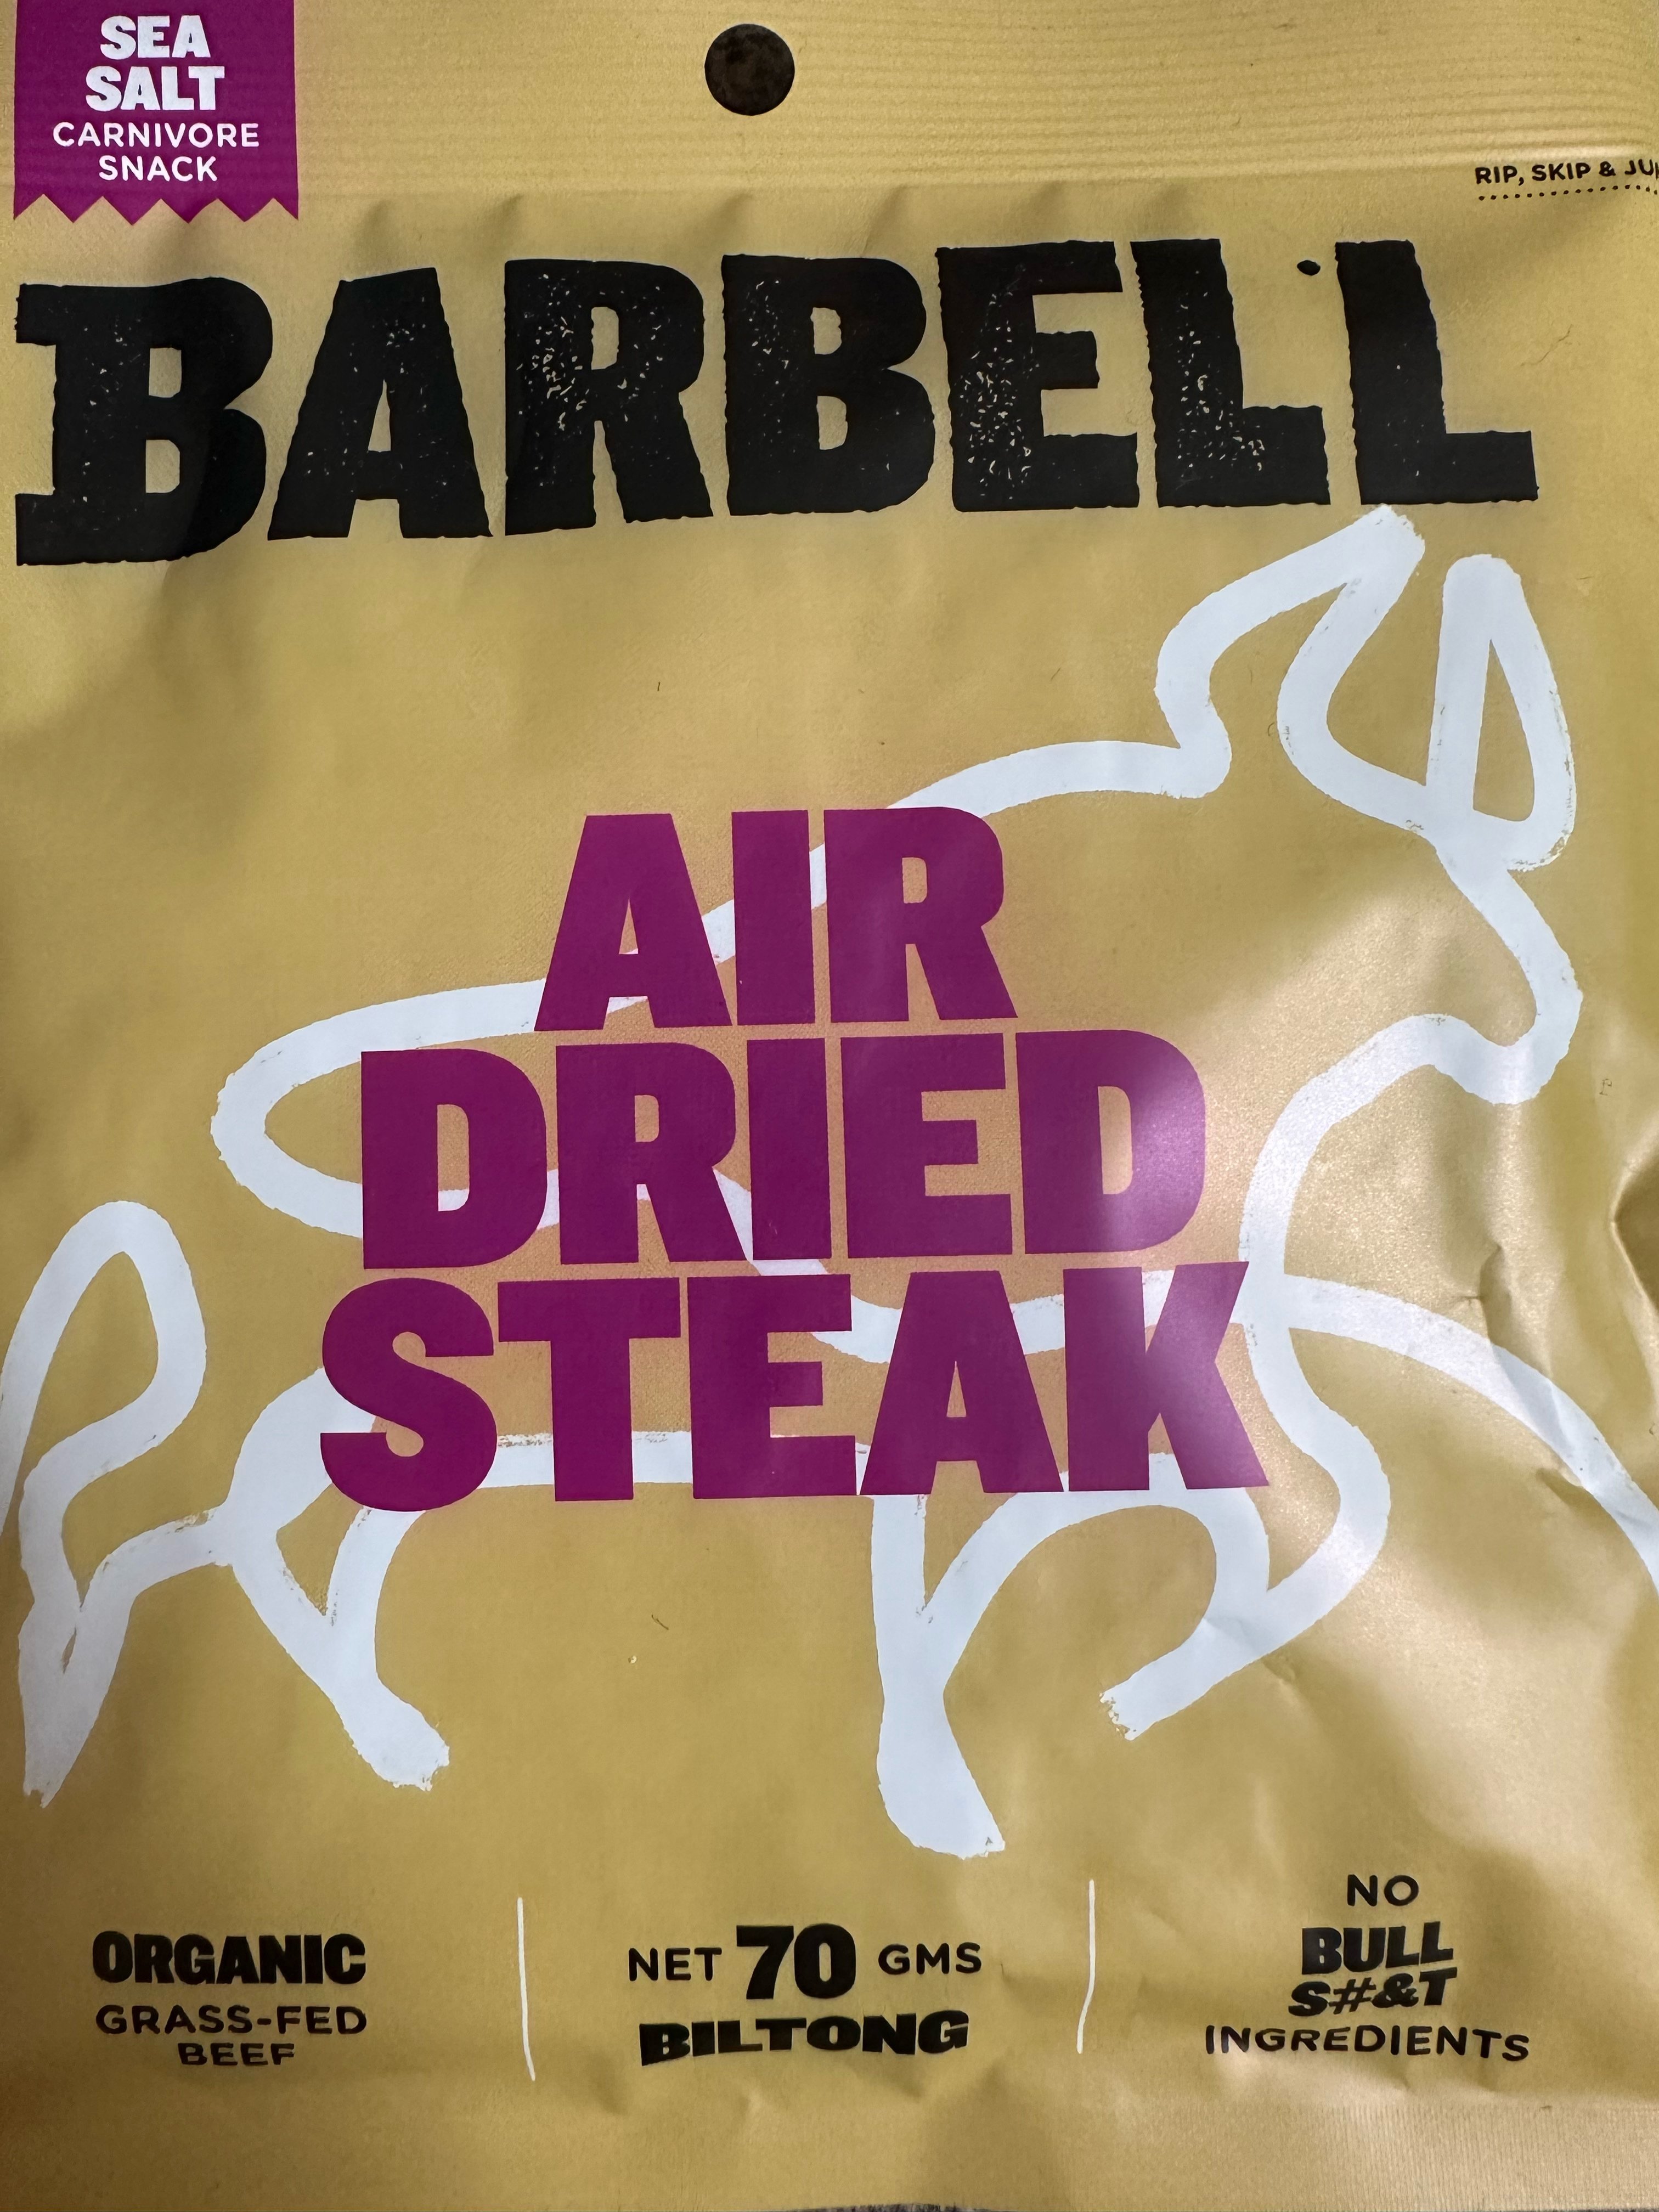 SEA
SALT
CARNIVORE
SNACK
RIP, SKIP &
BARBELL
AIR
DRIED
STEAK
ORGANIC
GRASS-FED
BEEF
NET 70 GMS
BILTONG
NO
BULL
S#&T
INGREDIENTS